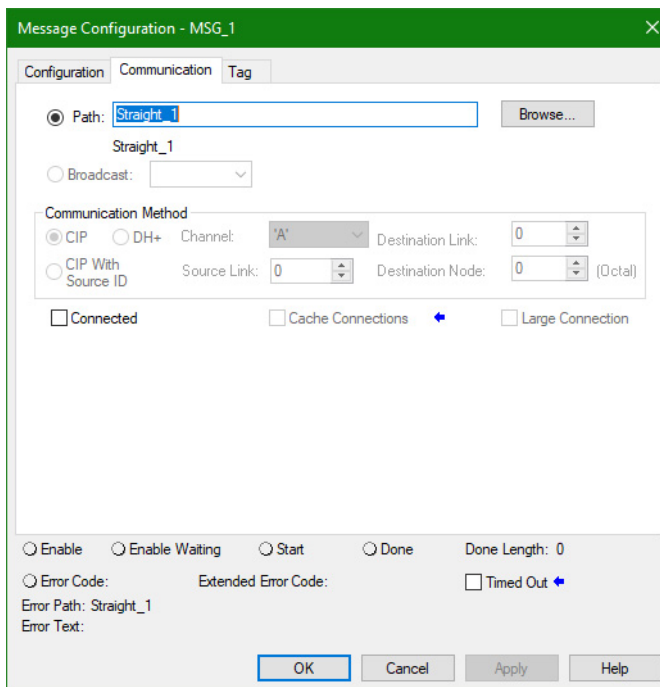 Message Configuration - MSG_1
Configuration Communication Tag
Path: Straight_1 Browse...
Straight_1
Broadcast:
Communication Method
CIP DH+ Channel: 'A' Destination Link: 0
CIP With Source ID Source Link: 0 Destination Node: 0 (Octal)
Connected Cache Connections Large Connection
Enable Enable Waiting Start Done Done Length: 0
Error Code: Extended Error Code: Timed Out
Error Path: Straight_1
Error Text:
OK Cancel Apply Help